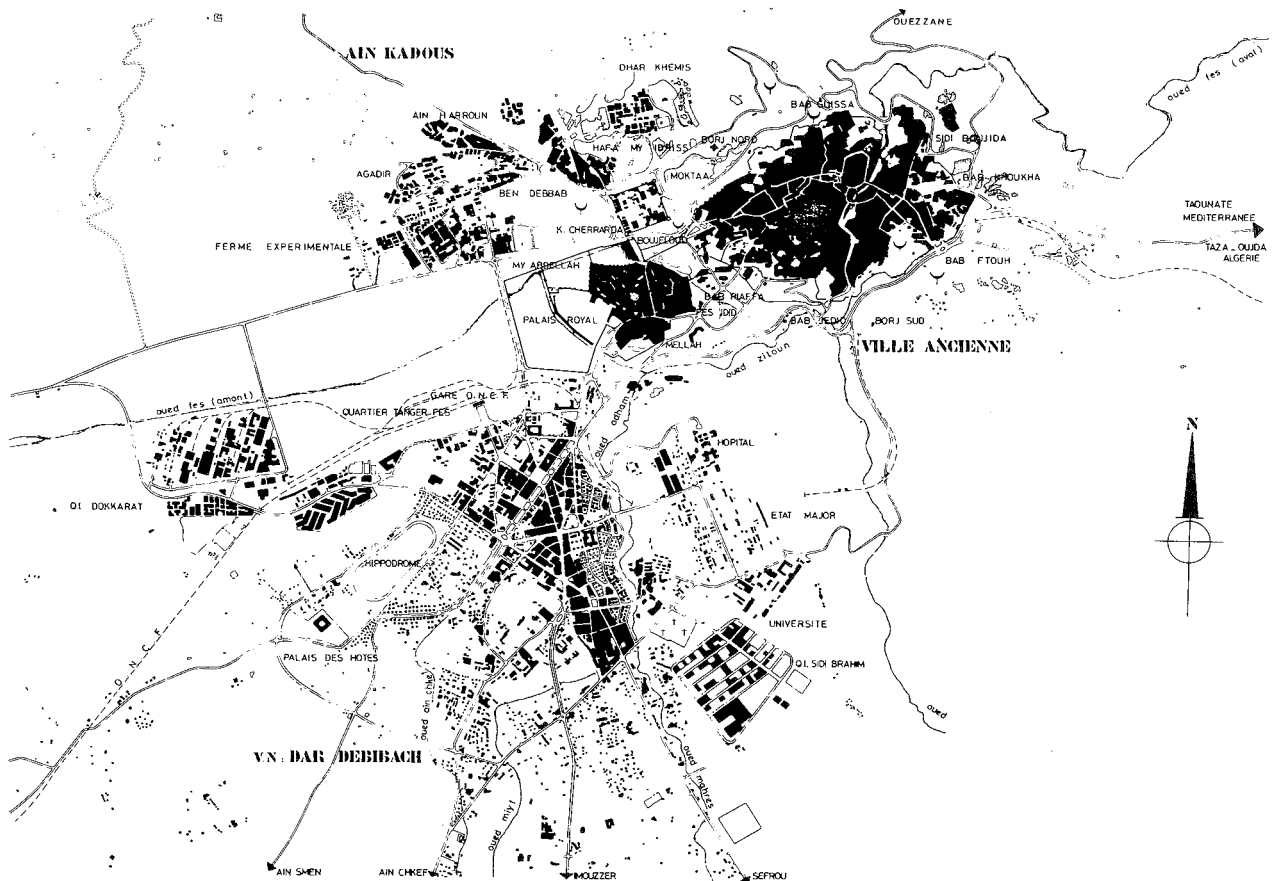 OUEZZANE
AIN KADOUS
DHAR KHEMIS
oued fes (aval)
BAB GUISSA
AIN HARROUN
SIDI BOUJIDA
BORJ NORD
HAFA MY IDRISS
AGADIR
MOKTAA
BAB KHOUKHA
BEN DEBBAB
TAOUNATE
MEDITERRANEE
K. CHERRARDA
BOUJLOUD
FERME EXPERIMENTALE
TAZA_OUJDA
ALGERIE
BAB FTOUH
MY ABDELLAH
BAB RIAFFA
FES JDID
PALAIS ROYAL
BAB JEDID
BORJ SUD
MELLAH
VILLE ANCIENNE
oued zitoun
GARE O.N.C.F.
oued fes (amont)
QUARTIER TANGER FES
oued adham
N
HOPITAL
Q.I. DOKKARAT
ETAT MAJOR
HIPPODROME
UNIVERSITE
PALAIS DES HOTES
Q.I. SIDI BRAHIM
O N C F
oued ain chkef
oued
V.N. DAR DEBIBACH
oued mahres
oued
AIN SMEN
AIN CHKEF
IMOUZZER
SEFROU